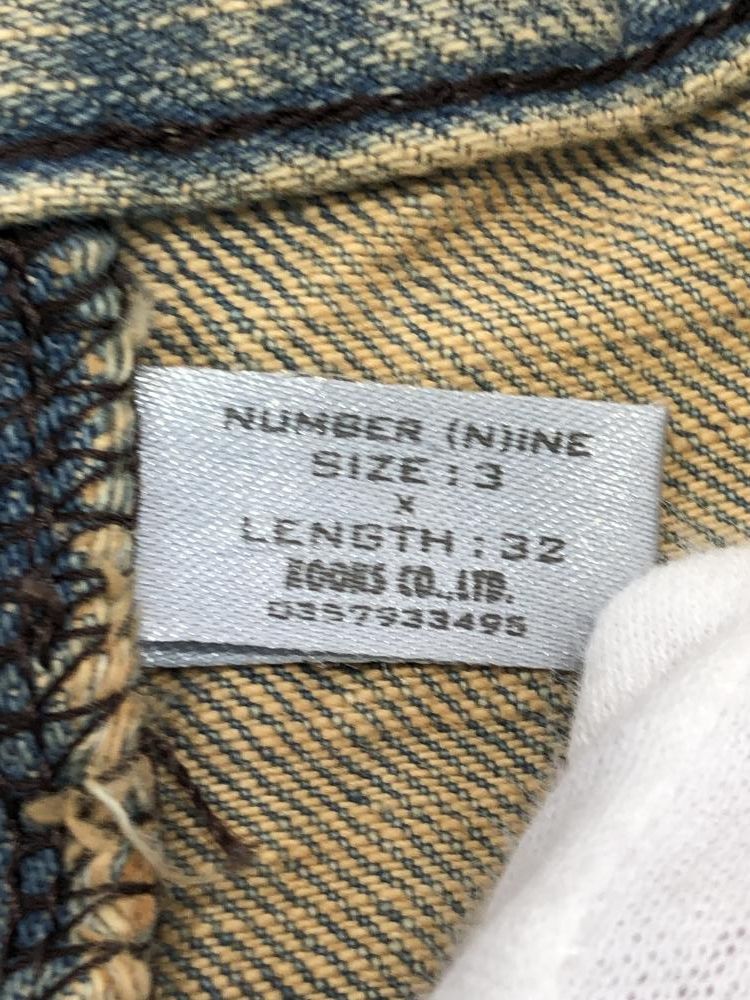 NUMBER (N)INE
SIZE : 3
x
LENGTH : 32
CO.,LTD.
0357933495